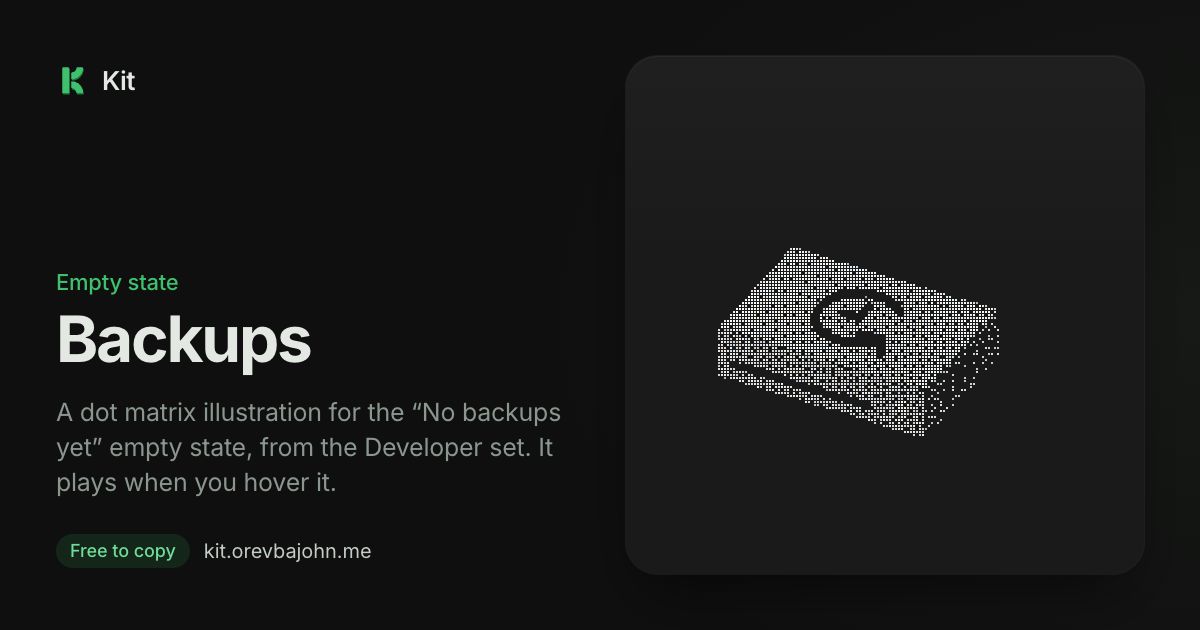 Kit
Empty state
Backups
A dot matrix illustration for the “No backups
yet” empty state, from the Developer set. It
plays when you hover it.
Free to copy
kit.orevbajohn.me